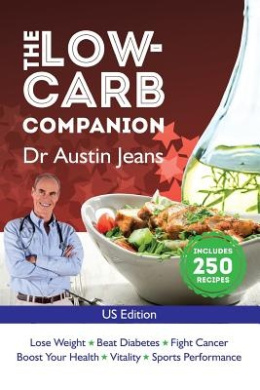 THE
LOW-
CARB
COMPANION
Dr Austin Jeans
INCLUDES
250
RECIPES
US Edition
Lose Weight ★ Beat Diabetes ★ Fight Cancer
Boost Your Health ★ Vitality ★ Sports Performance